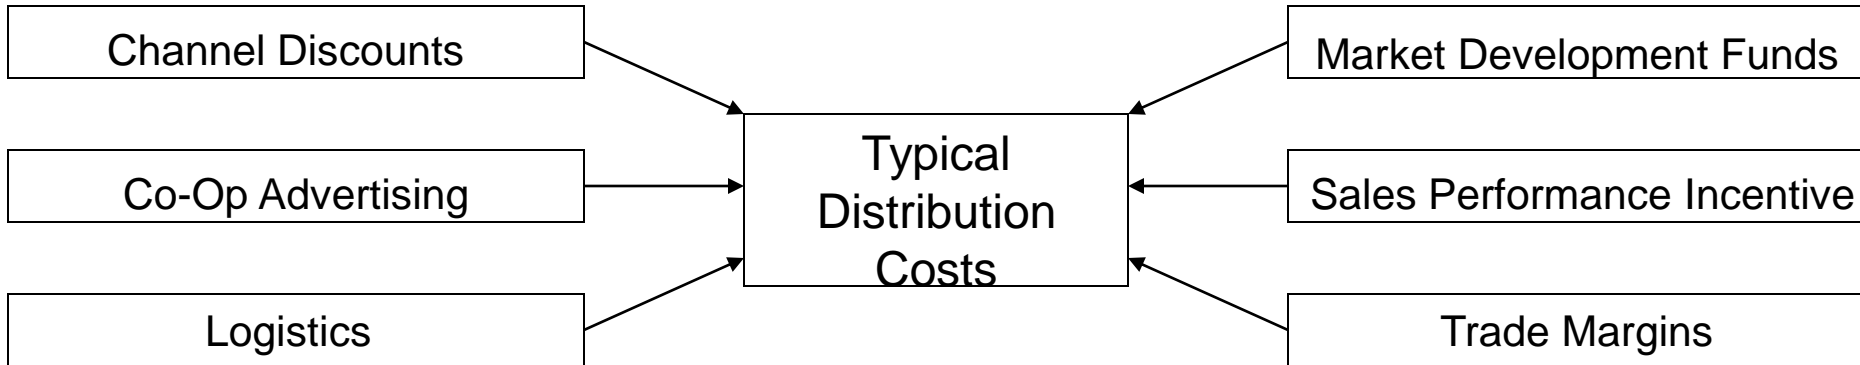 Channel Discounts
Market Development Funds
Co-Op Advertising
Typical
Distribution
Costs
Sales Performance Incentive
Logistics
Trade Margins